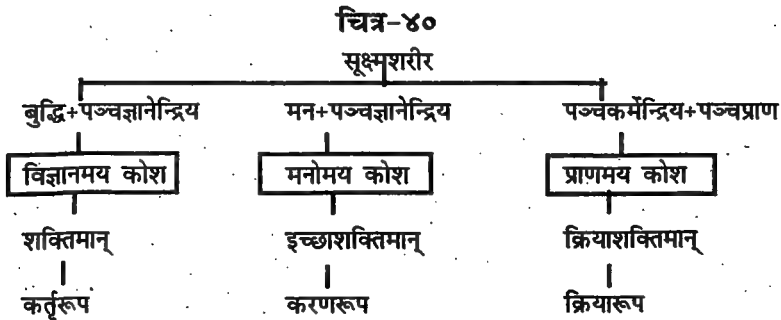 चित्र-४०
सूक्ष्मशरीर
बुद्धि+पञ्चज्ञानेन्द्रिय मन+पञ्चज्ञानेन्द्रिय पञ्चकर्मेन्द्रिय+पञ्चप्राण
विज्ञानमय कोश मनोमय कोश प्राणमय कोश
शक्तिमान् इच्छाशक्तिमान् क्रियाशक्तिमान्
कर्तृरूप करणरूप क्रियारूप